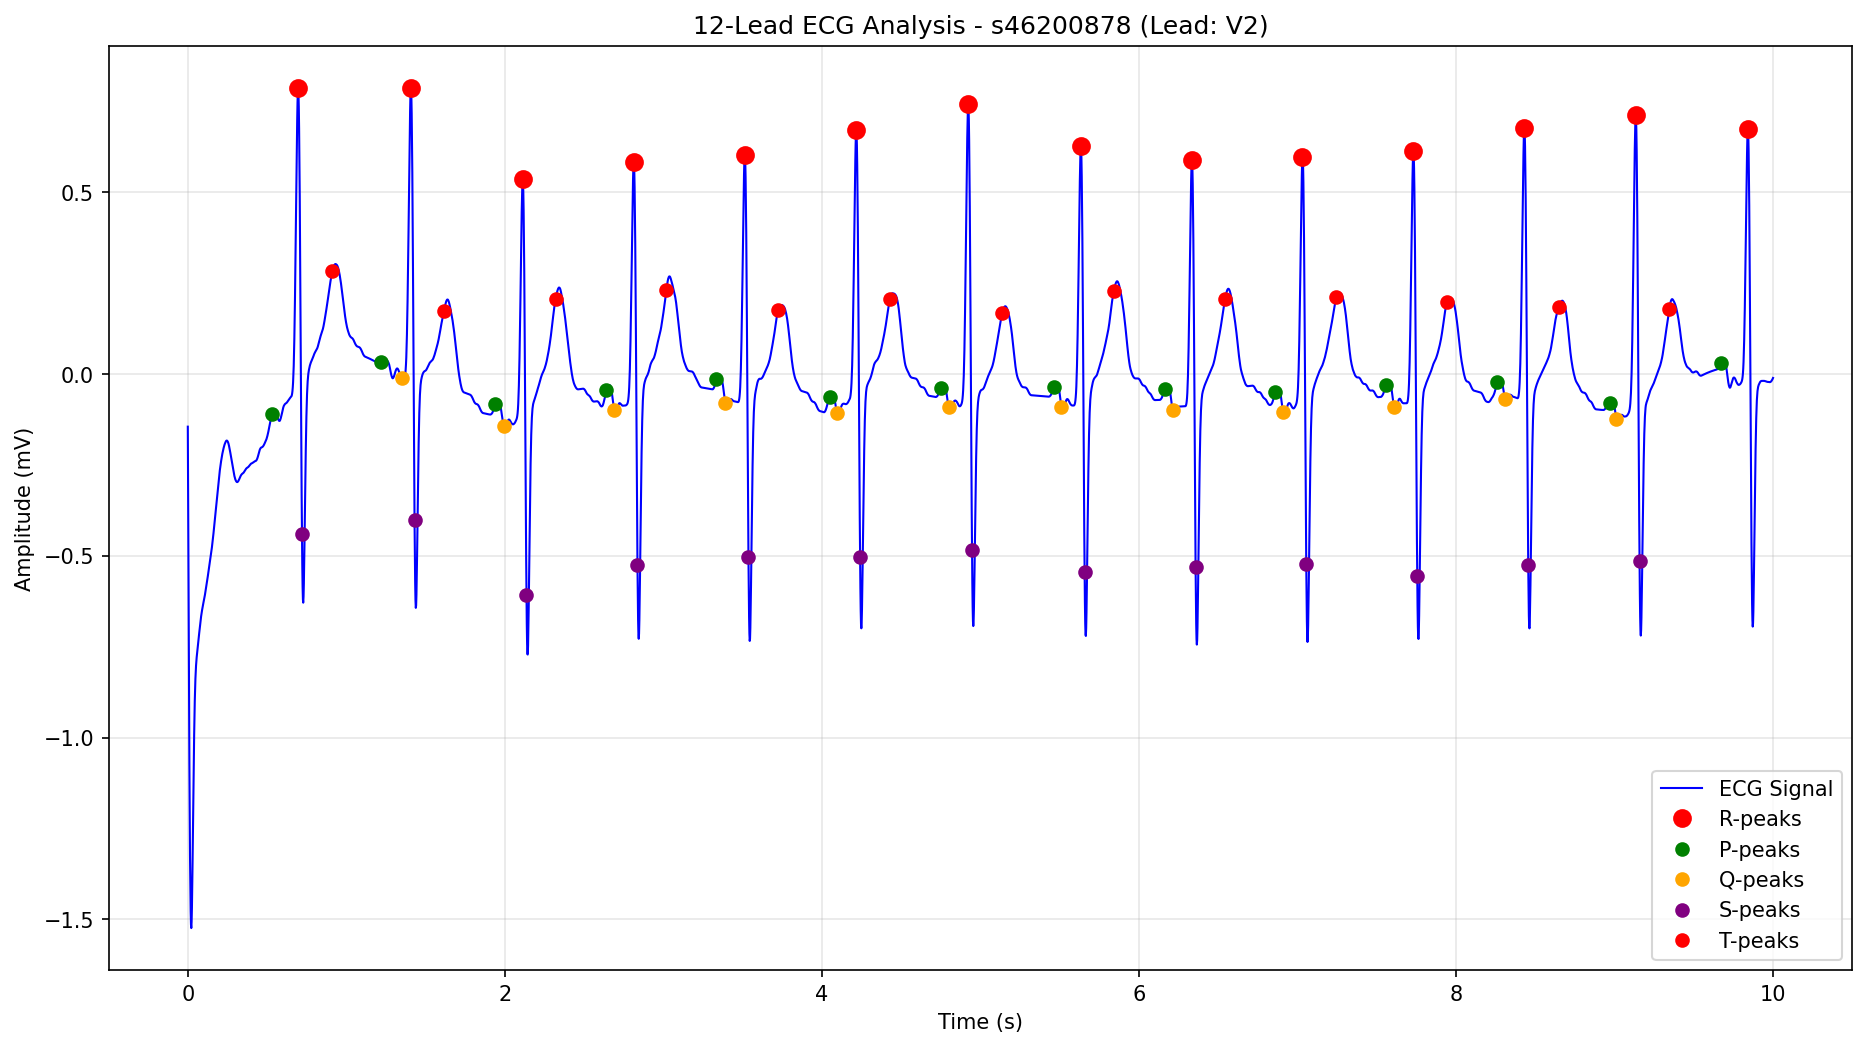 12-Lead ECG Analysis - s46200878 (Lead: V2)
Amplitude (mV)
0.5
0.0
−0.5
−1.0
−1.5
0 2 4 6 8 10
Time (s)
ECG Signal
R-peaks
P-peaks
Q-peaks
S-peaks
T-peaks